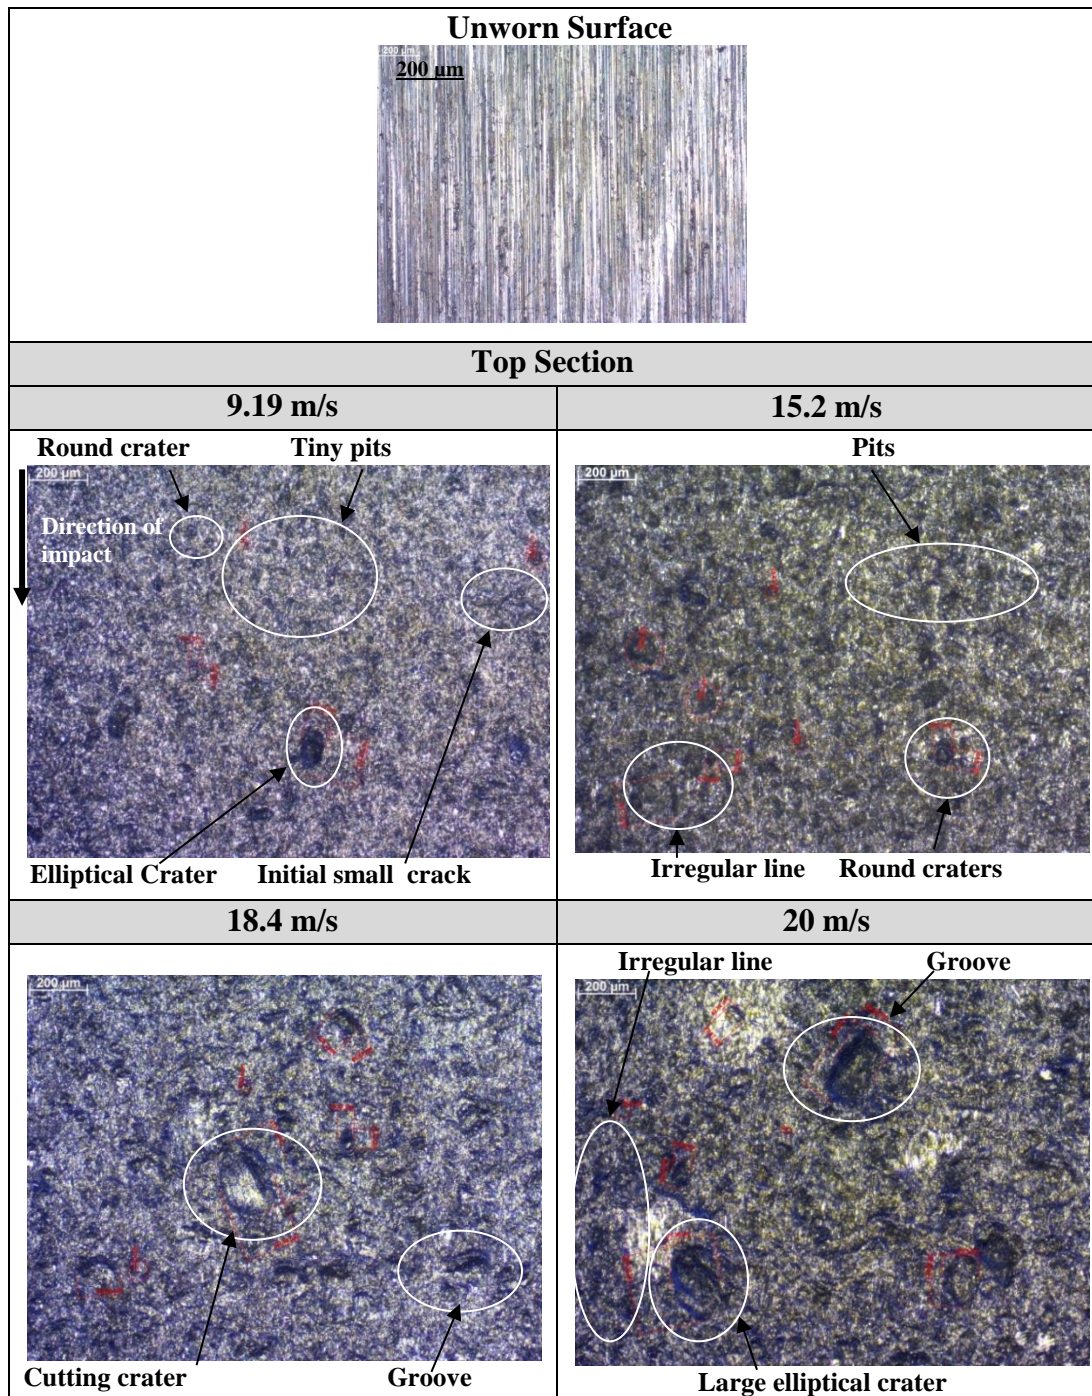 Unworn Surface
200 µm
200 µm
Top Section
9.19 m/s
15.2 m/s
Round crater
Tiny pits
Pits
200 µm
200 µm
Direction of
impact
Elliptical Crater
Initial small crack
Irregular line
Round craters
18.4 m/s
20 m/s
Irregular line
Groove
200 µm
200 µm
Cutting crater
Groove
Large elliptical crater